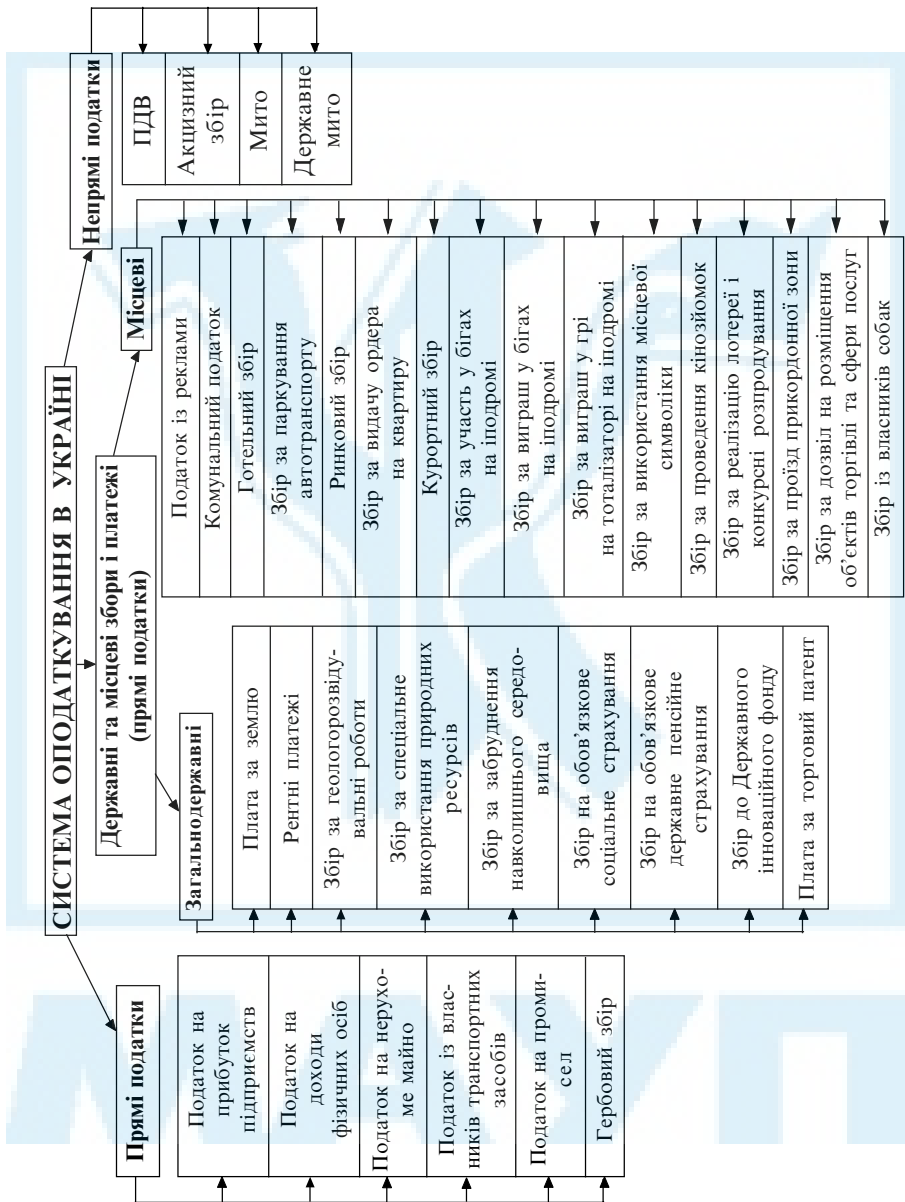 СИСТЕМА ОПОДАТКУВАННЯ В УКРАЇНІ
Прямі податки
Податок на
прибуток
підприємств
Податок на
доходи
фізичних осіб
Податок на нерухо-
ме майно
Податок із влас-
ників транспортних
засобів
Податок на проми-
сел
Гербовий збір
Державні та місцеві збори і платежі
(прямі податки)
Загальнодержавні
Плата за землю
Рентні платежі
Збір за геологорозвіду-
вальні роботи
Збір за спеціальне
використання природних
ресурсів
Збір за забруднення
навколишнього середо-
вища
Збір на обов’язкове
соціальне страхування
Збір на обов’язкове
державне пенсійне
страхування
Збір до Державного
інноваційного фонду
Плата за торговий патент
Місцеві
Податок із реклами
Комунальний податок
Готельний збір
Збір за паркування
автотранспорту
Ринковий збір
Збір за видачу ордера
на квартиру
Курортний збір
Збір за участь у бігах
на іподромі
Збір за виграш у бігах
на іподромі
Збір за виграш у грі
на тоталізаторі на іподромі
Збір за використання місцевої
символіки
Збір за проведення кінозйомок
Збір за реалізацію лотереї і
конкурсні розпродування
Збір за проїзд прикордонної зони
Збір за дозвіл на розміщення
об’єктів торгівлі та сфери послуг
Збір із власників собак
Непрямі податки
ПДВ
Акцизний
збір
Мито
Державне
мито
МАУП